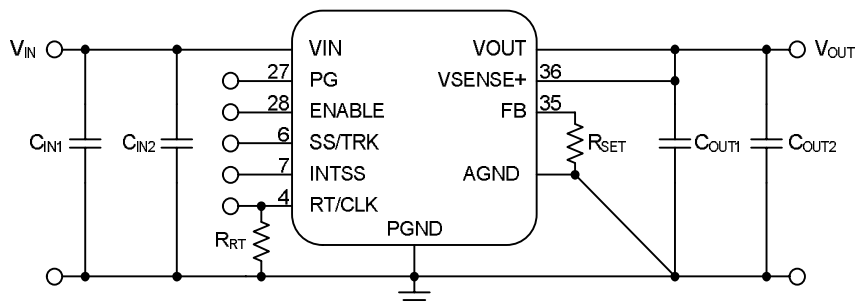 VIN VIN VOUT VOUT
27 PG VSENSE+ 36
28 ENABLE FB 35
CIN1 CIN2 6 SS/TRK RSET COUT1 COUT2
7 INTSS AGND
4 RT/CLK
RRT PGND